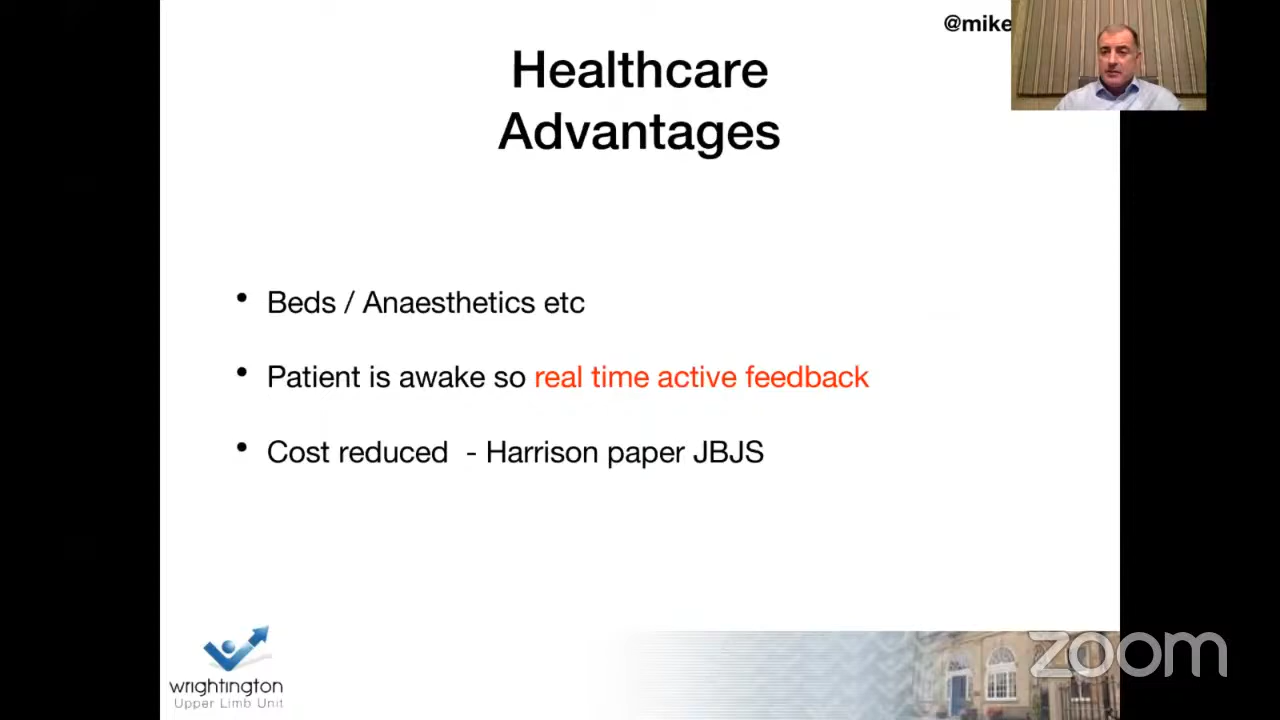 @mike
Healthcare
Advantages
• Beds / Anaesthetics etc
• Patient is awake so real time active feedback
• Cost reduced - Harrison paper JBJS
wrightington
Upper Limb Unit
zoom